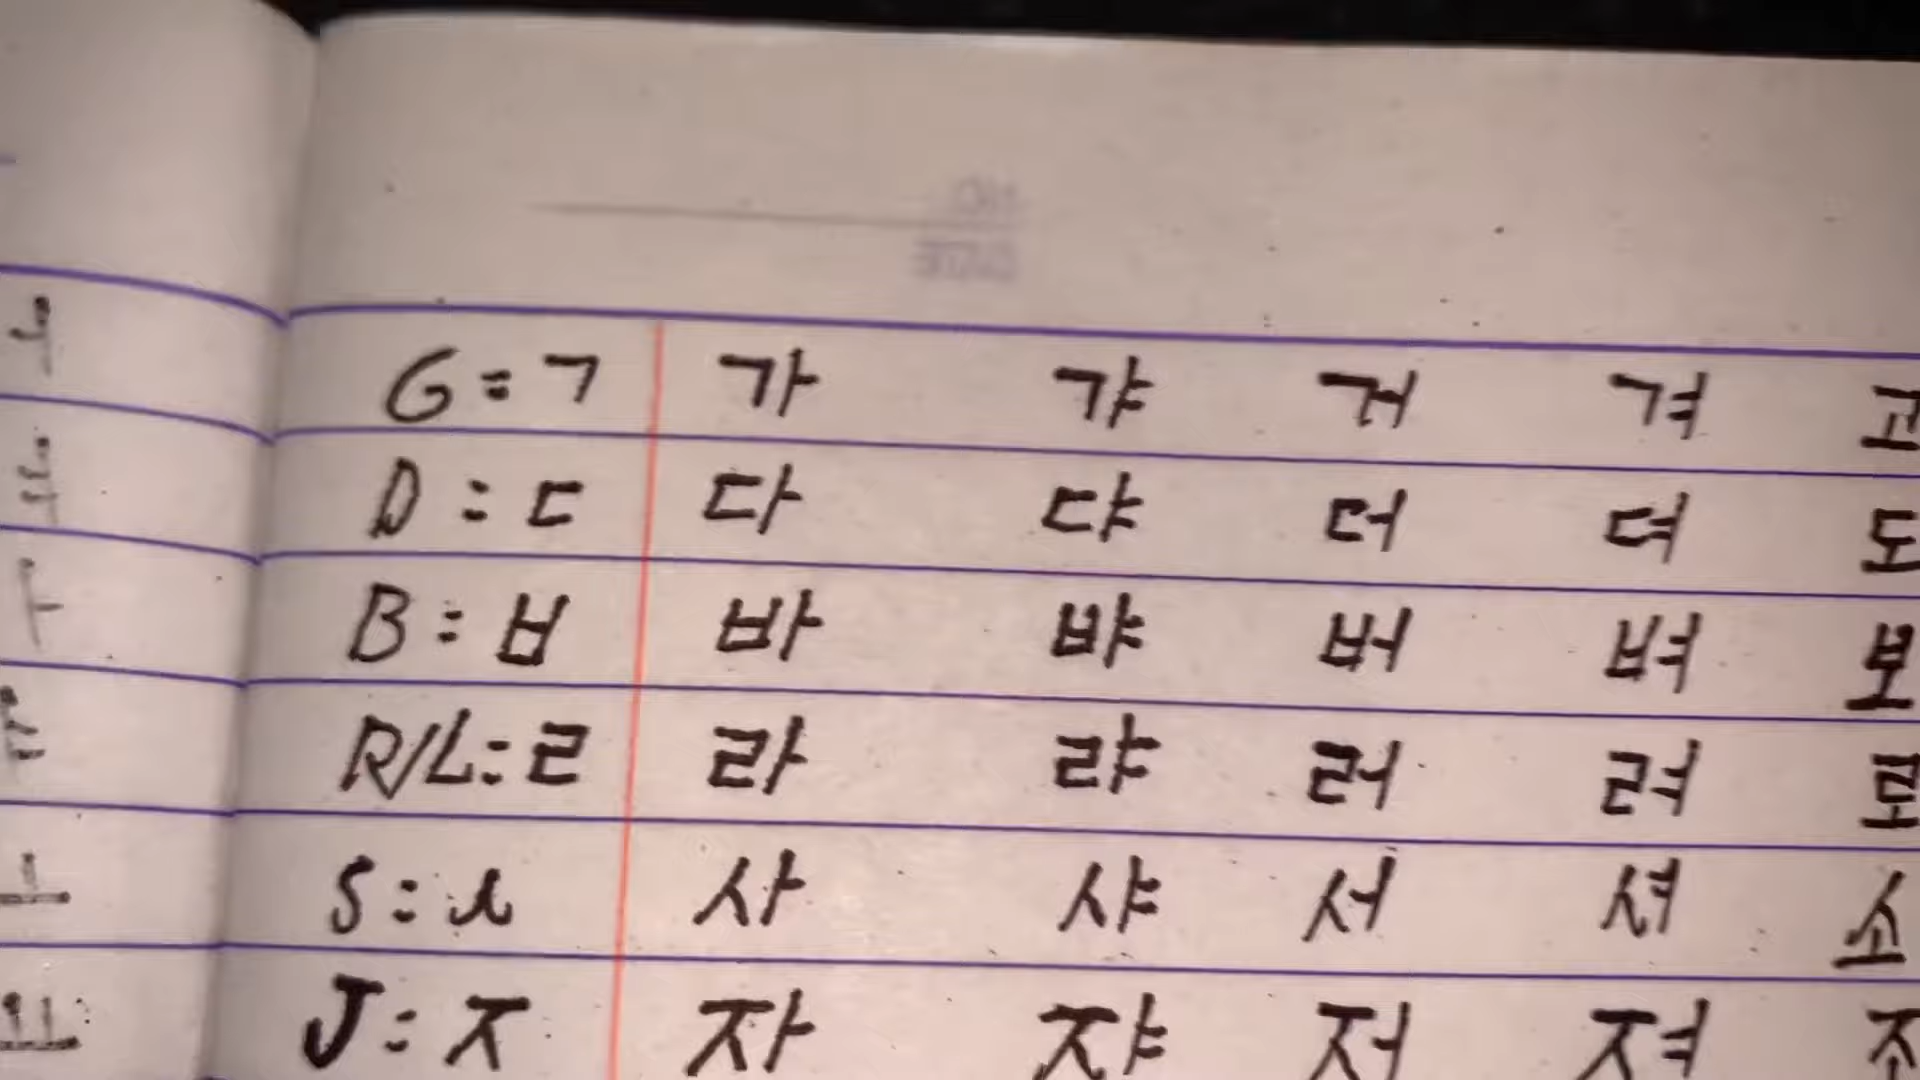 G=ㄱ 가 갸 거 겨 고
D=ㄷ 다 댜 더 뎌 도
B=ㅂ 바 뱌 버 벼 보
R/L=ㄹ 라 랴 러 려
S=ㅅ 사 샤 서 셔 소
J=ㅈ 자 쟈 저 져 조